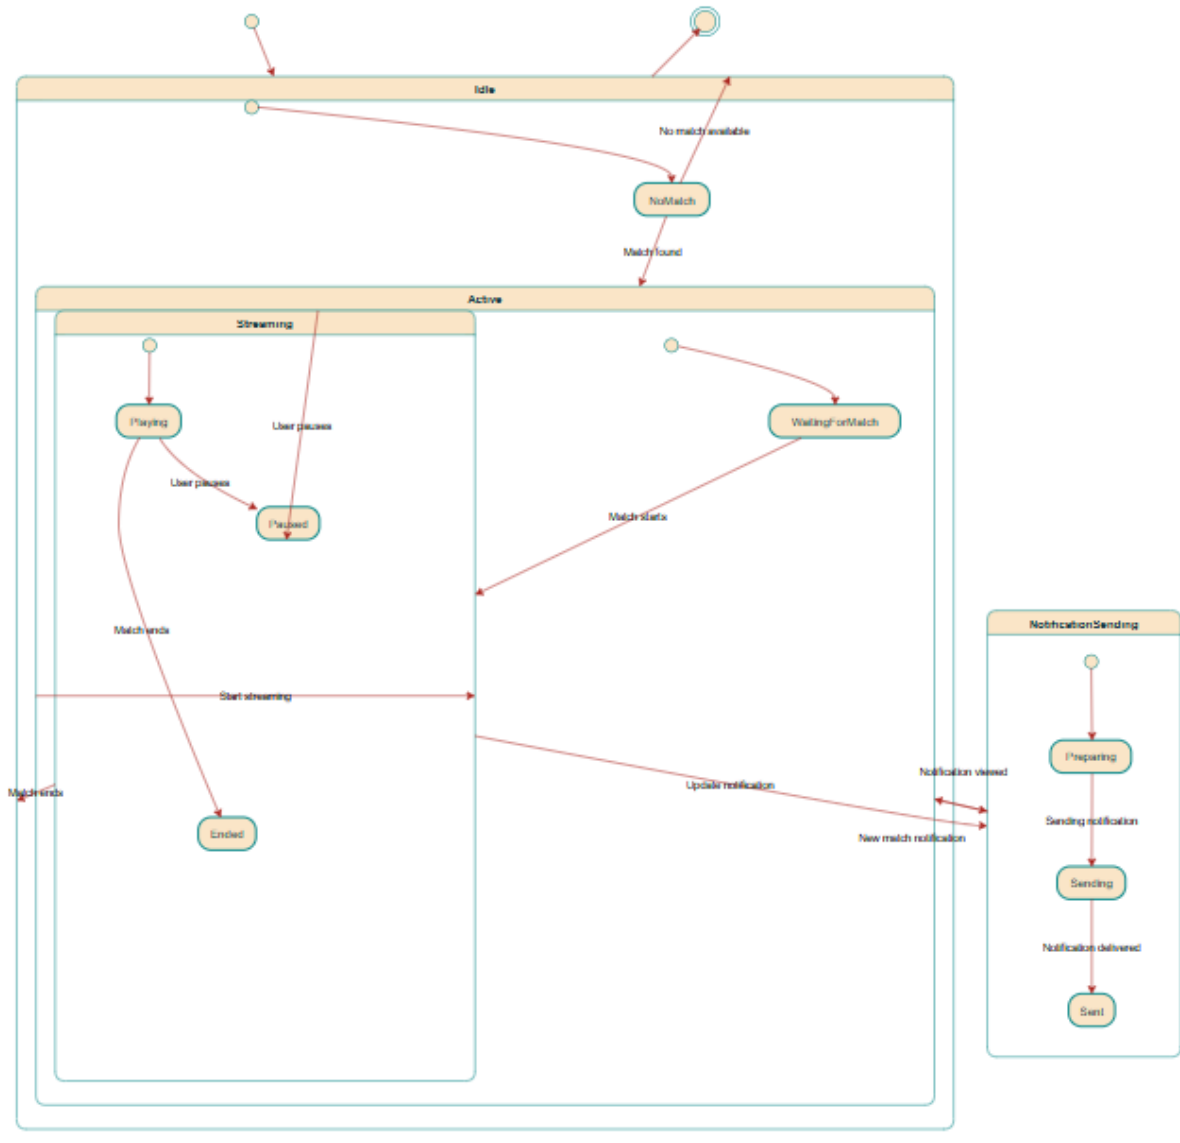 Idle
No match available
NoMatch
Match found
Active
Streaming
Playing
User pauses
WaitingForMatch
User pauses
Paused
Match starts
NotificationSending
Match ends
Start streaming
Preparing
Notification viewed
Update notification
Match ends
Sending notification
Ended
New match notification
Sending
Notification delivered
Sent